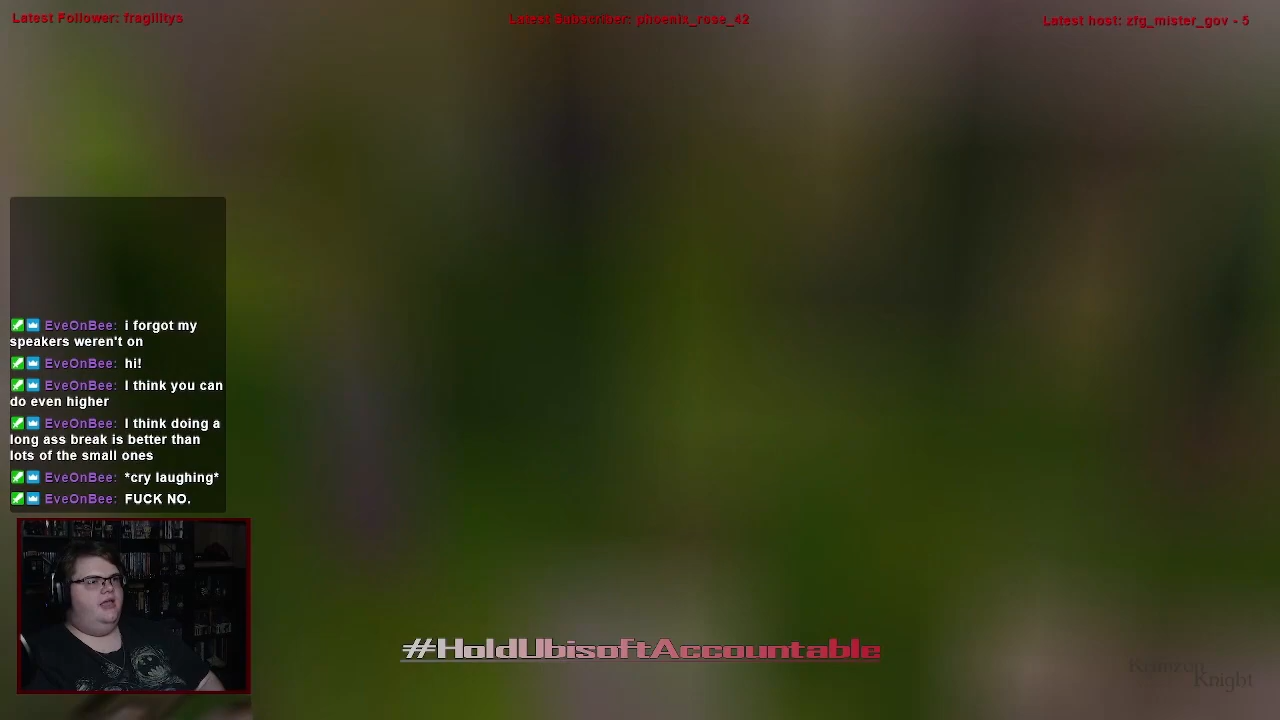 Latest Follower: fragilitys
Latest Subscriber: phoenix_rose_42
Latest host: zfg_mister_gov - 5
EveOnBee: i forgot my
speakers weren't on
EveOnBee: hi!
EveOnBee: I think you can
do even higher
EveOnBee: I think doing a
long ass break is better than
lots of the small ones
EveOnBee: *cry laughing*
EveOnBee: FUCK NO.
#HoldUbisoftAccountable
Knight